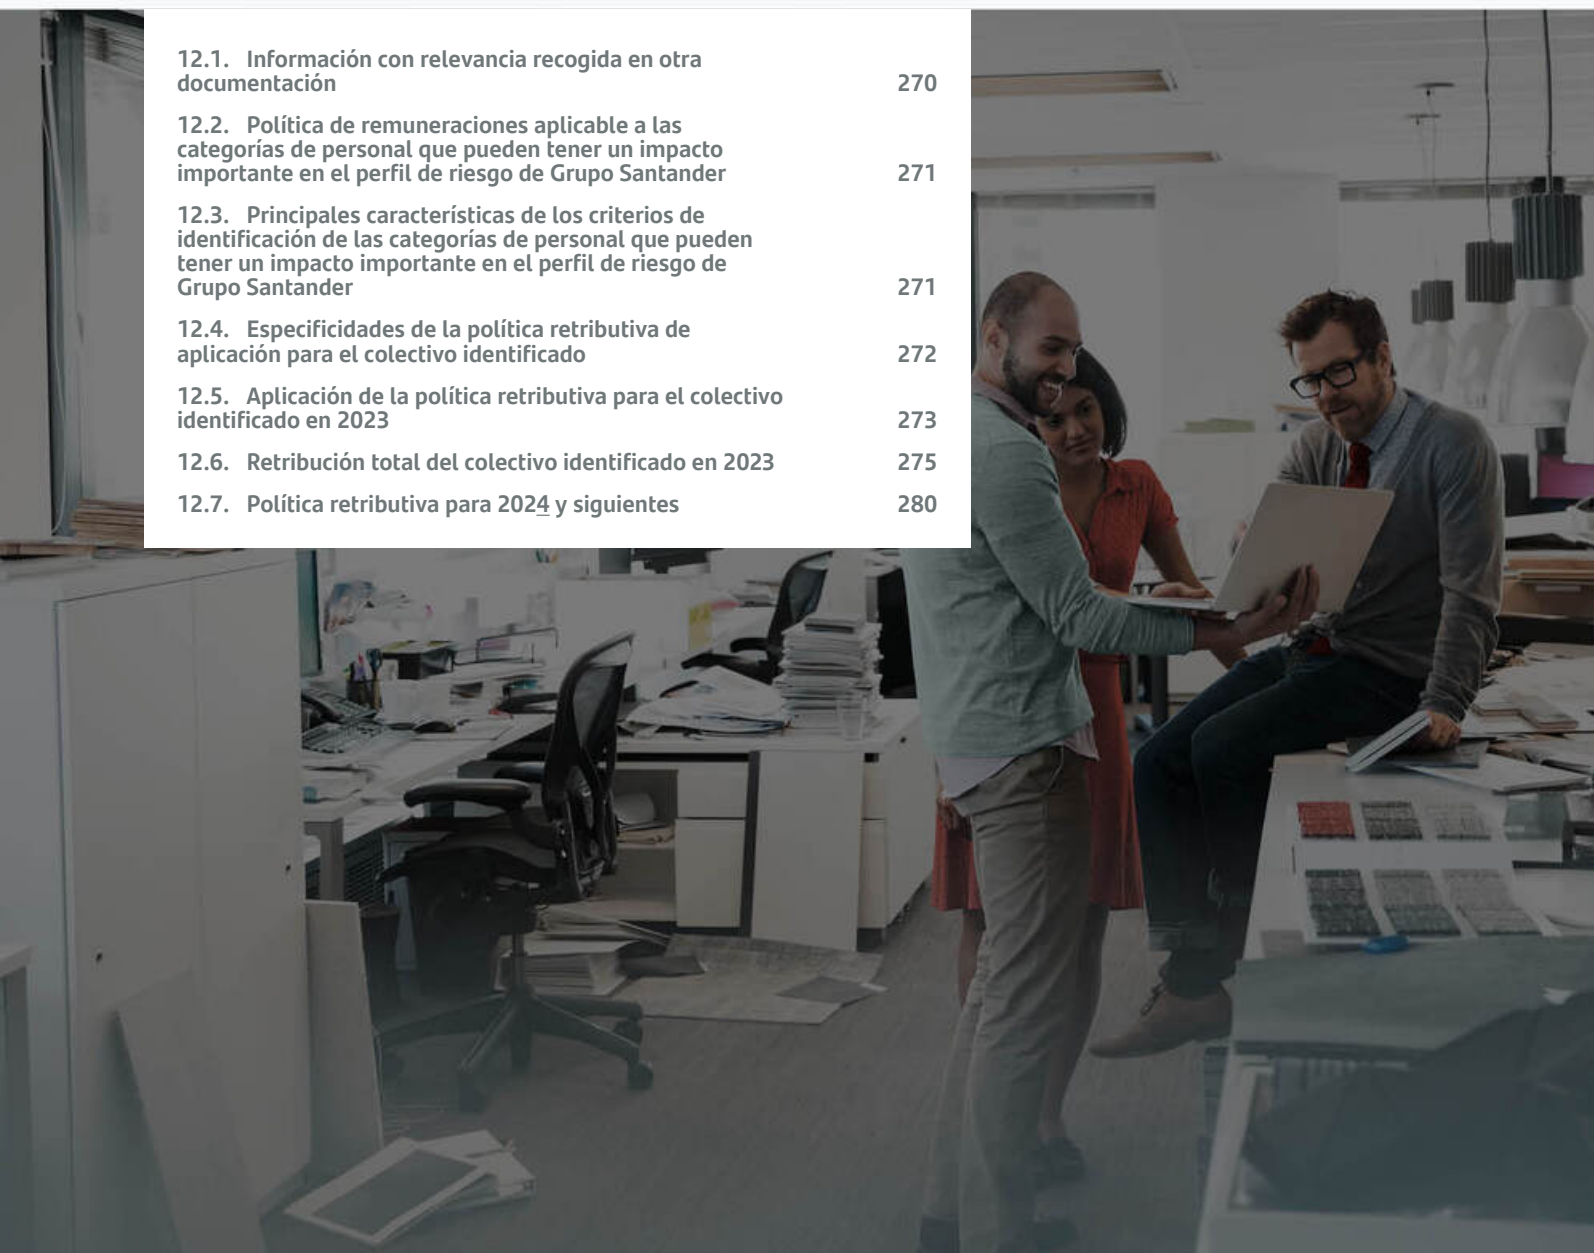 12.1. Información con relevancia recogida en otra
documentación 270
12.2. Política de remuneraciones aplicable a las
categorías de personal que pueden tener un impacto
importante en el perfil de riesgo de Grupo Santander 271
12.3. Principales características de los criterios de
identificación de las categorías de personal que pueden
tener un impacto importante en el perfil de riesgo de
Grupo Santander 271
12.4. Especificidades de la política retributiva de
aplicación para el colectivo identificado 272
12.5. Aplicación de la política retributiva para el colectivo
identificado en 2023 273
12.6. Retribución total del colectivo identificado en 2023 275
12.7. Política retributiva para 2024 y siguientes 280